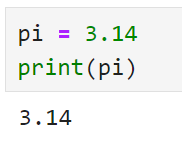 pi = 3.14
print(pi)
3.14